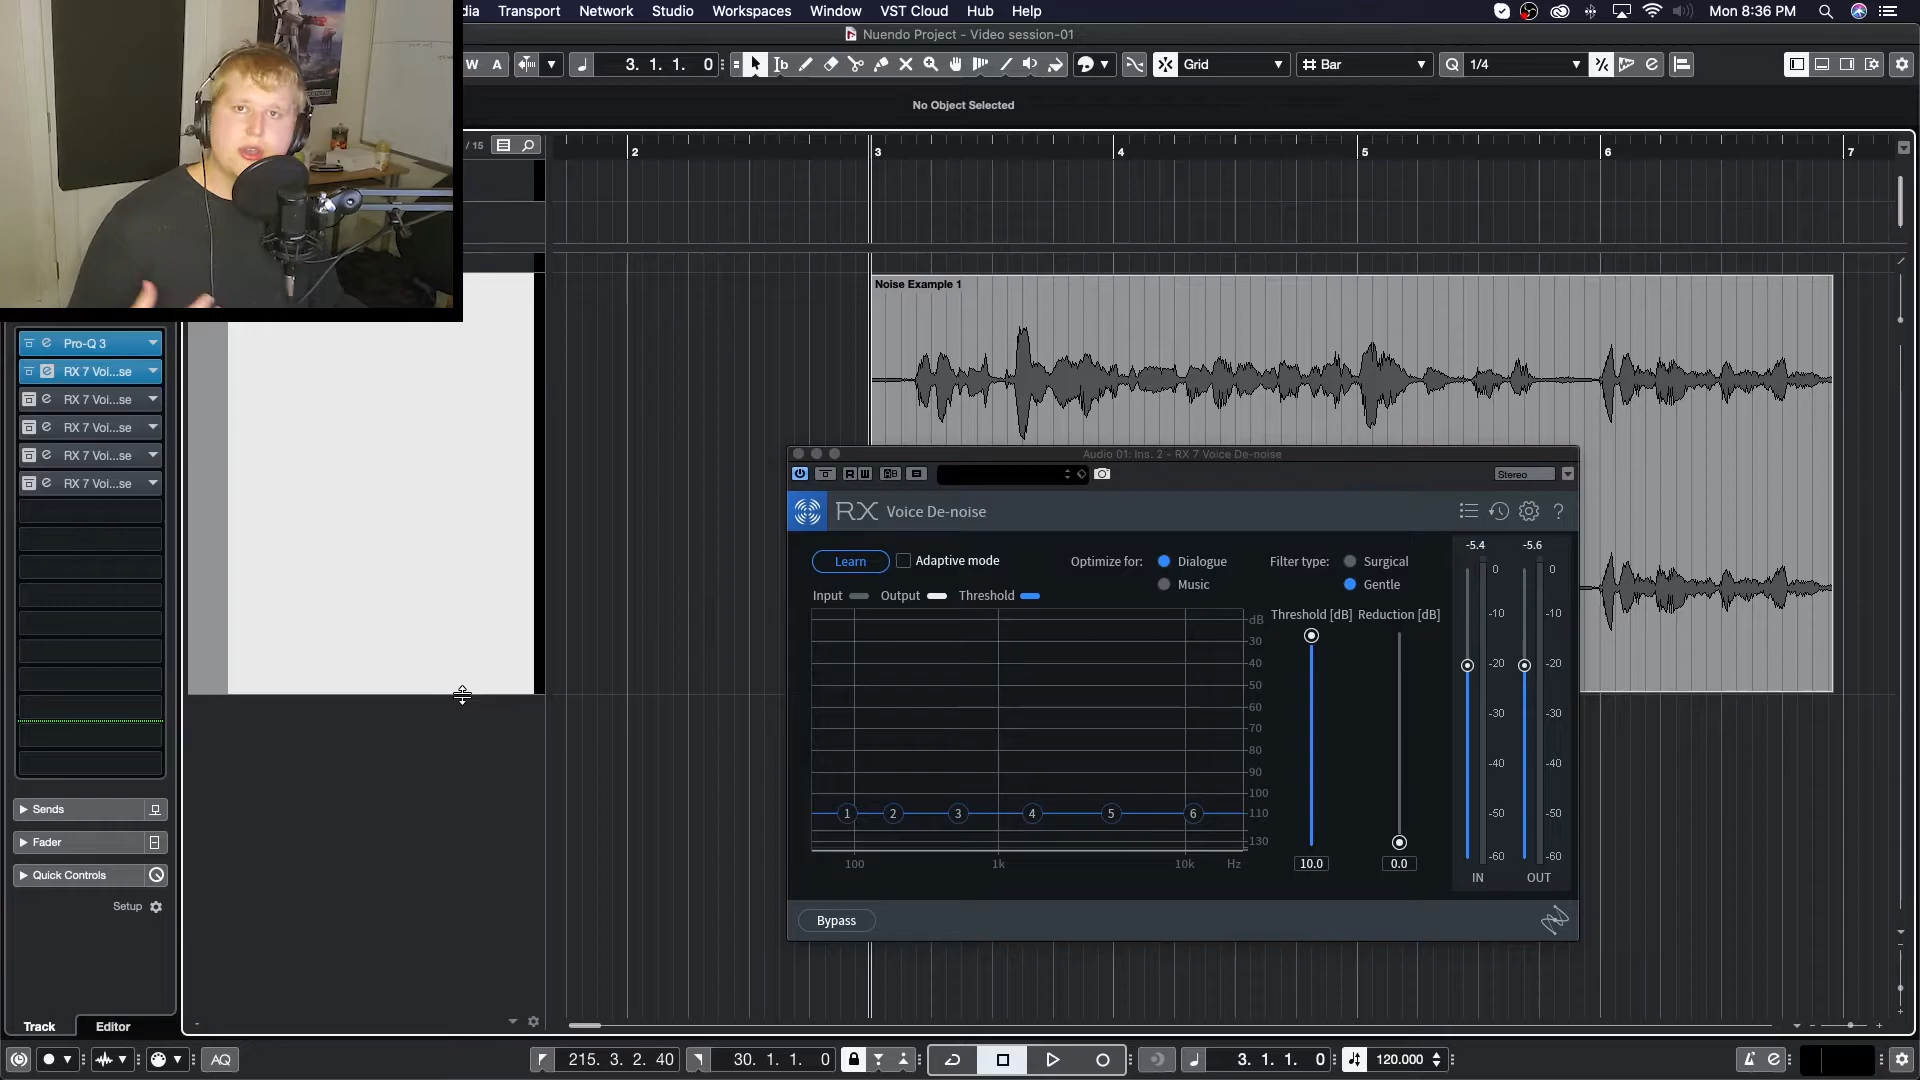 dia Transport Network Studio Workspaces Window VST Cloud Hub Help Mon 8:36 PM
Nuendo Project - Video session-01
W A 3. 1. 1. 0 Grid Bar Q 1/4
No Object Selected
/ 15
2 3 4 5 6 7
Noise Example 1
Pro-Q 3
RX 7 Voi...se
RX 7 Voi...se
RX 7 Voi...se
RX 7 Voi...se
RX 7 Voi...se
Audio 01: Ins. 2 - RX 7 Voice De-noise
Stereo
RX Voice De-noise ?
-5.4 -5.6
Learn Adaptive mode Optimize for: Dialogue Filter type: Surgical
Music Gentle
Input Output Threshold
Threshold [dB] Reduction [dB]
dB
30
40
50
60
70
80
90
100
110
130
1 2 3 4 5 6
100 1k 10k Hz
10.0 0.0
0 0
-10 -10
-20 -20
-30 -30
-40 -40
-50 -50
-60 -60
IN OUT
Bypass
Sends
Fader
Quick Controls
Setup
Track Editor
AQ 215. 3. 2. 40 30. 1. 1. 0 3. 1. 1. 0 120.000